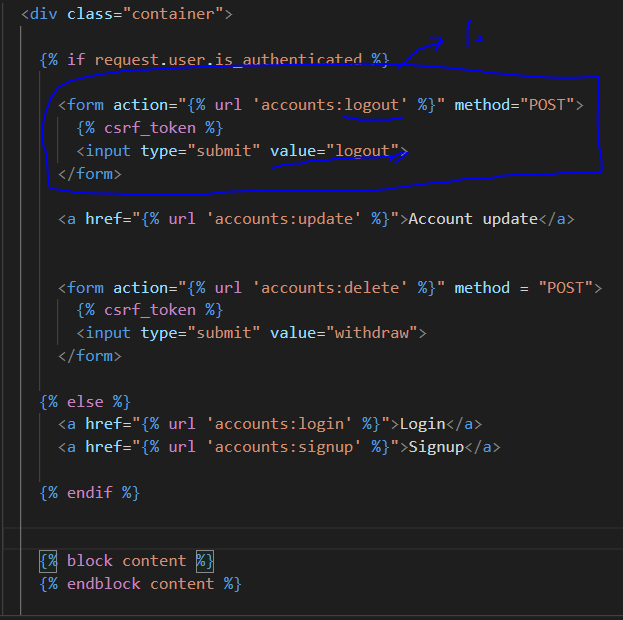 <div class="container">
{% if request.user.is_authenticated %}
<form action="{% url 'accounts:logout' %}" method="POST">
{% csrf_token %}
<input type="submit" value="logout">
</form>
<a href="{% url 'accounts:update' %}">Account update</a>
<form action="{% url 'accounts:delete' %}" method = "POST">
{% csrf_token %}
<input type="submit" value="withdraw">
</form>
{% else %}
<a href="{% url 'accounts:login' %}">Login</a>
<a href="{% url 'accounts:signup' %}">Signup</a>
{% endif %}
{% block content %}
{% endblock content %}